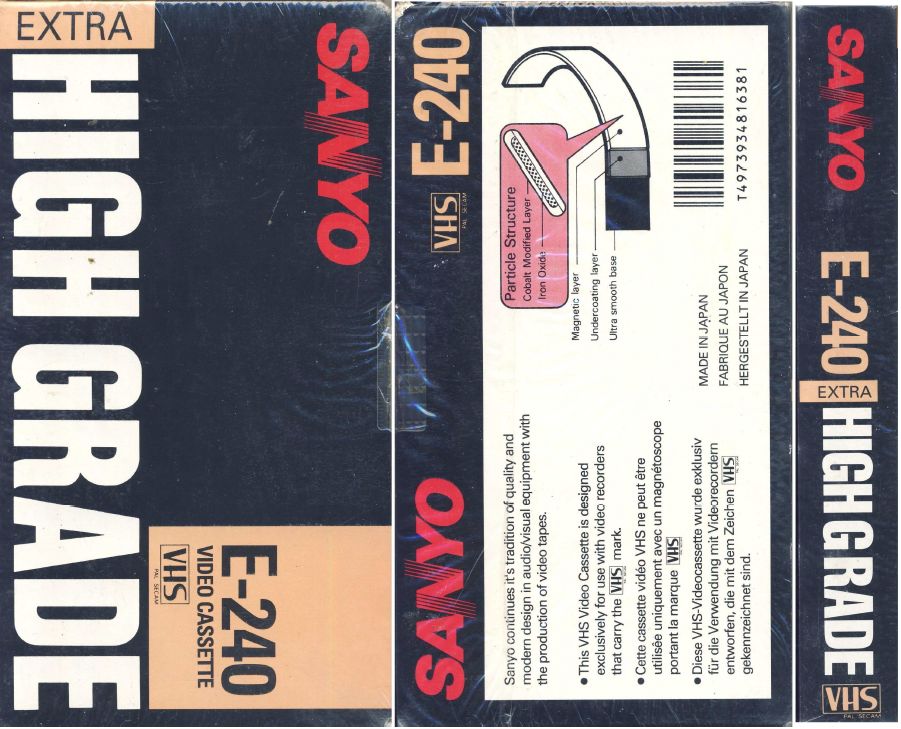 EXTRA
HIGH GRADE
SANYO
E-240
VIDEO CASSETTE
VHS
PAL SECAM
SANYO
VHS
PAL SECAM
E-240
Sanyo continues it's tradition of quality and
modern design in audio/visual equipment with
the production of video tapes.
● This VHS Video Cassette is designed
exclusively for use with video recorders
that carry the VHS mark.
● Cette cassette vidéo VHS ne peut être
utilisée uniquement avec un magnétoscope
portant la marque VHS
● Diese VHS-Videocassette wurde exklusiv
für die Verwendung mit Videorecordern
entworfen, die mit dem Zeichen VHS
gekennzeichnet sind.
Particle Structure
Cobalt Modified Layer
Iron Oxide
Magnetic layer
Undercoating layer
Ultra smooth base
MADE IN JAPAN
FABRIQUE AU JAPON
HERGESTELLT IN JAPAN
T4973934816381
SANYO
E-240
EXTRA
HIGH GRADE
VHS
PAL SECAM